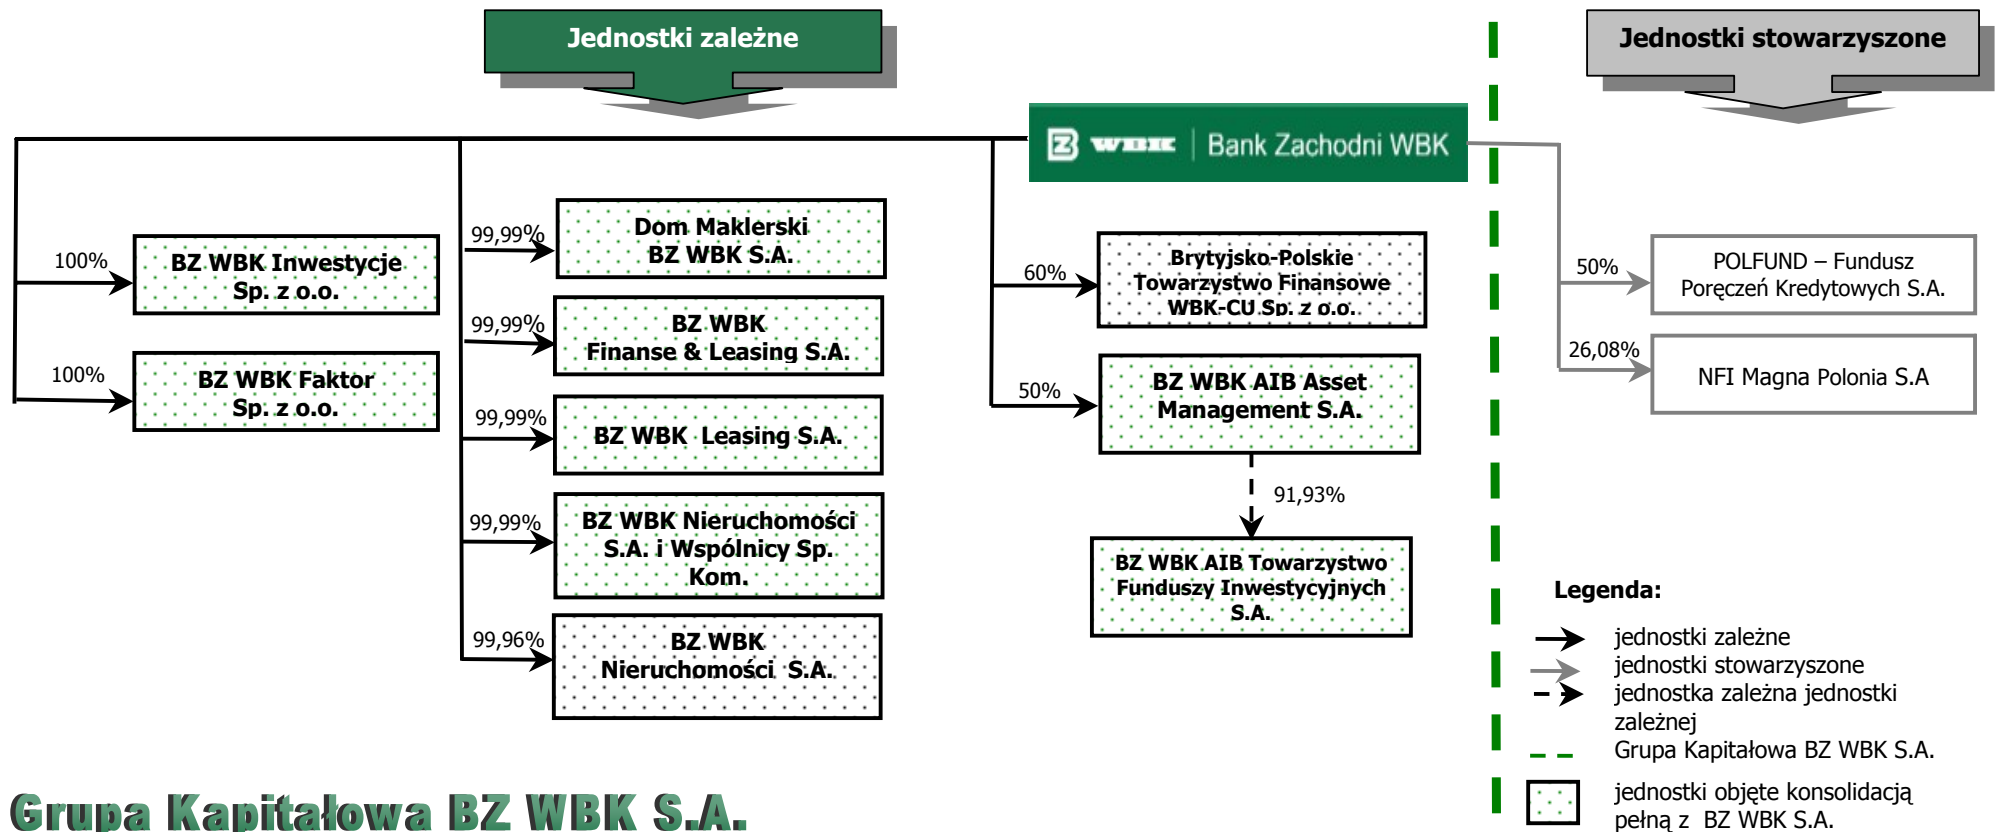 Jednostki zależne
Jednostki stowarzyszone
BZ WBK | Bank Zachodni WBK
100%
BZ WBK Inwestycje
Sp. z o.o.
100%
BZ WBK Faktor
Sp. z o.o.
99,99%
Dom Maklerski
BZ WBK S.A.
99,99%
BZ WBK
Finanse & Leasing S.A.
99,99%
BZ WBK Leasing S.A.
99,99%
BZ WBK Nieruchomości
S.A. i Wspólnicy Sp.
Kom.
99,96%
BZ WBK
Nieruchomości S.A.
60%
Brytyjsko-Polskie
Towarzystwo Finansowe
WBK-CU Sp. z o.o.
50%
BZ WBK AIB Asset
Management S.A.
91,93%
BZ WBK AIB Towarzystwo
Funduszy Inwestycyjnych
S.A.
50%
POLFUND – Fundusz
Poręczeń Kredytowych S.A.
26,08%
NFI Magna Polonia S.A
Legenda:
jednostki zależne
jednostki stowarzyszone
jednostka zależna jednostki
zależnej
Grupa Kapitałowa BZ WBK S.A.
jednostki objęte konsolidacją
pełną z BZ WBK S.A.
Grupa Kapitałowa BZ WBK S.A.